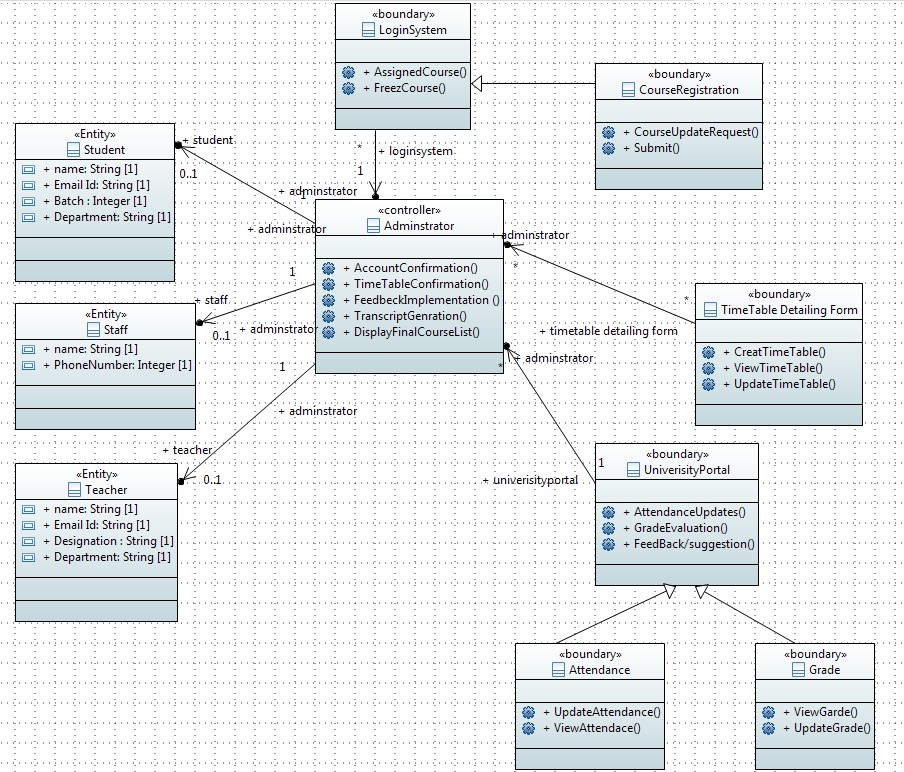 «boundary»
LoginSystem
+ AssignedCourse()
+ FreezCourse()
«boundary»
CourseRegistration
+ CourseUpdateRequest()
+ Submit()
«Entity»
Student
+ name: String [1]
+ Email Id: String [1]
+ Batch : Integer [1]
+ Department: String [1]
+ student
0..1
*
+ loginsystem
1
+ adminstrator
1
+ adminstrator
«controller»
Adminstrator
+ AccountConfirmation()
+ TimeTableConfirmation()
+ FeedbeckImplementation ()
+ TranscriptGenration()
+ DisplayFinalCourseList()
+ adminstrator
*
*
+ timetable detailing form
«boundary»
TimeTable Detailing Form
+ CreatTimeTable()
+ ViewTimeTable()
+ UpdateTimeTable()
1
+ staff
0..1
+ adminstrator
«Entity»
Staff
+ name: String [1]
+ PhoneNumber: Integer [1]
1
+ adminstrator
+ teacher
0..1
*
+ adminstrator
+ univerisityportal
1
«boundary»
UniverisityPortal
+ AttendanceUpdates()
+ GradeEvaluation()
+ FeedBack/suggestion()
«Entity»
Teacher
+ name: String [1]
+ Email Id: String [1]
+ Designation : String [1]
+ Department: String [1]
«boundary»
Attendance
+ UpdateAttendance()
+ ViewAttendace()
«boundary»
Grade
+ ViewGarde()
+ UpdateGrade()